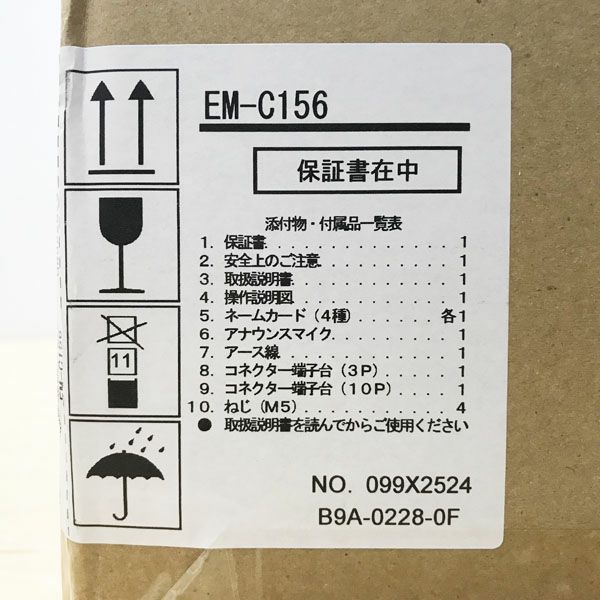 EM-C156
保証書在中
添付物・付属品一覧表
1. 保証書. . . . . . . . . . . . . . . . 1
2. 安全上のご注意. . . . . . . . . . . . 1
3. 取扱説明書. . . . . . . . . . . . . . 1
4. 操作説明図. . . . . . . . . . . . . . 1
5. ネームカード（4種）. . . . . . . 各1
6. アナウンスマイク. . . . . . . . . . . 1
7. アース線. . . . . . . . . . . . . . . 1
8. コネクター端子台（3P）. . . . . . . 1
9. コネクター端子台（10P）. . . . . . 1
10. ねじ（M5）. . . . . . . . . . . . . 4
● 取扱説明書を読んでからご使用ください
11
NO. 099X2524
B9A-0228-0F